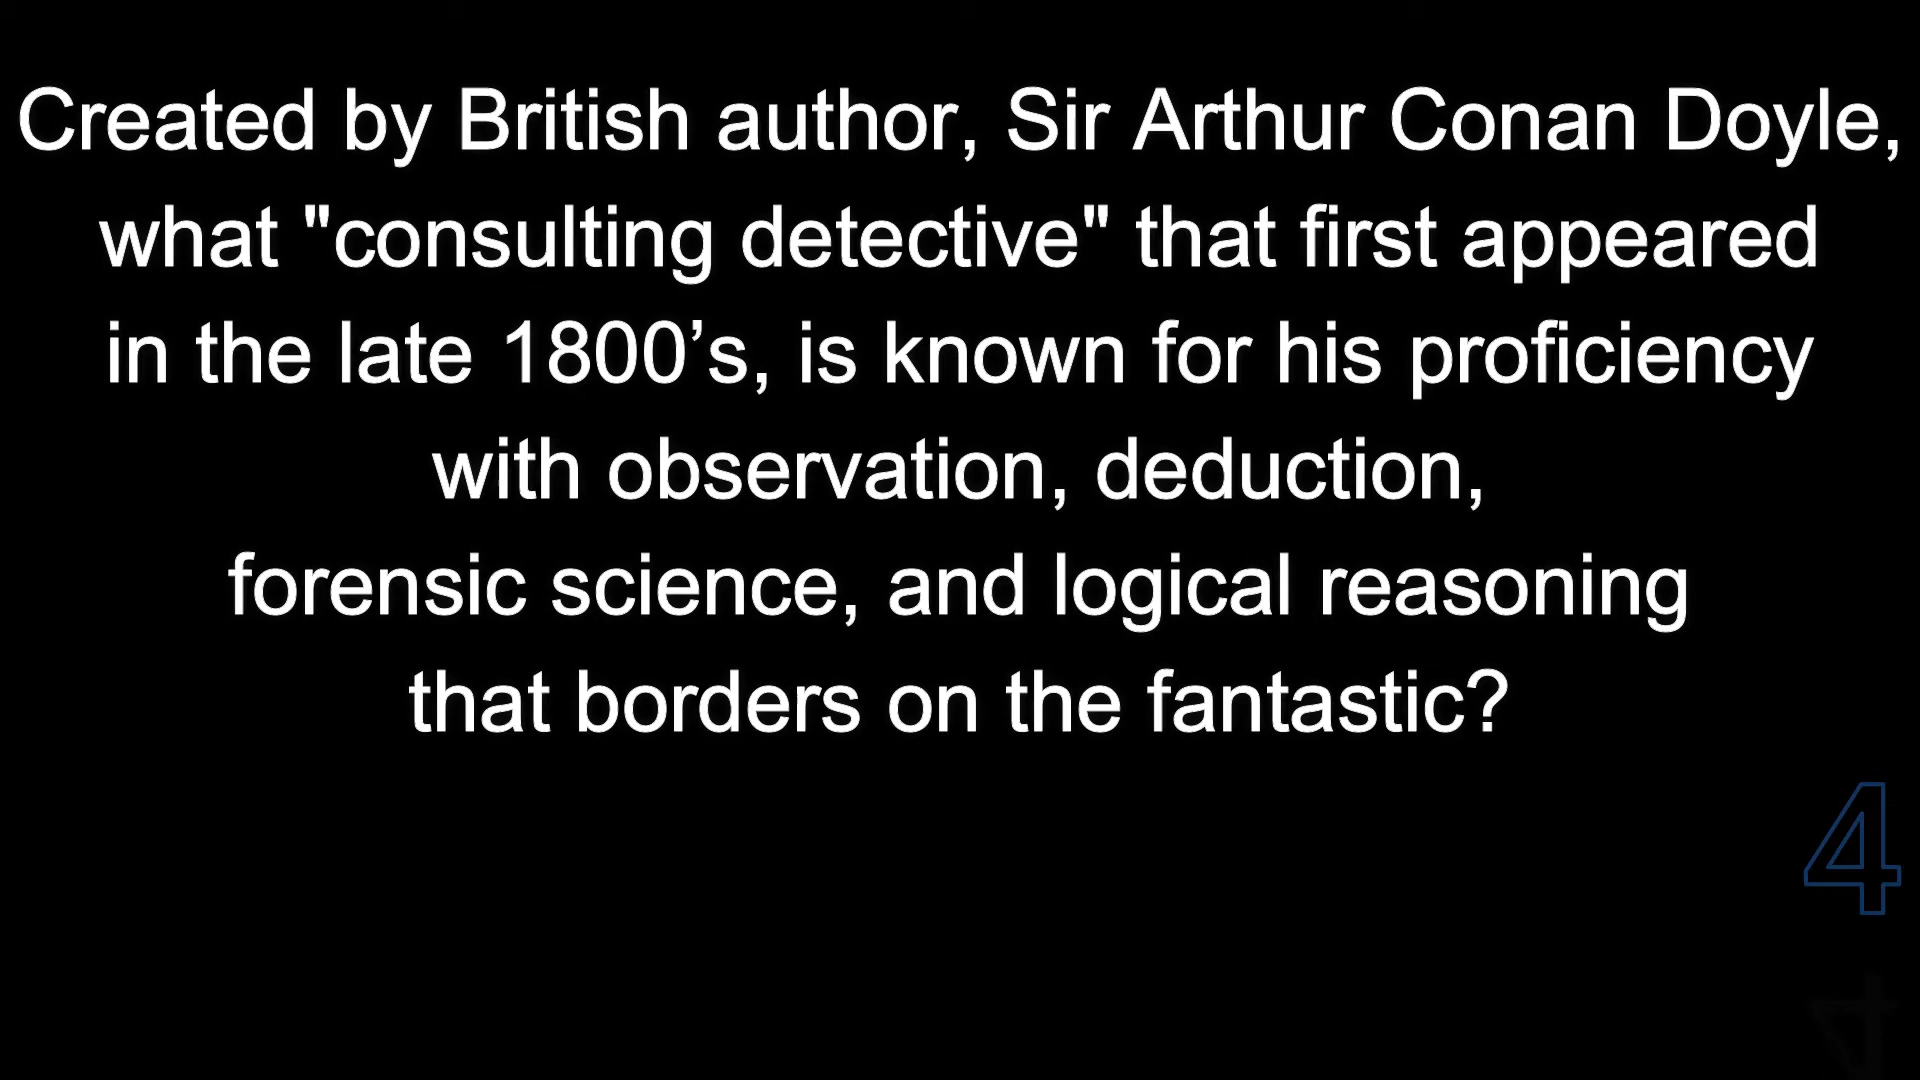 Created by British author, Sir Arthur Conan Doyle,
what "consulting detective" that first appeared
in the late 1800’s, is known for his proficiency
with observation, deduction,
forensic science, and logical reasoning
that borders on the fantastic?
4